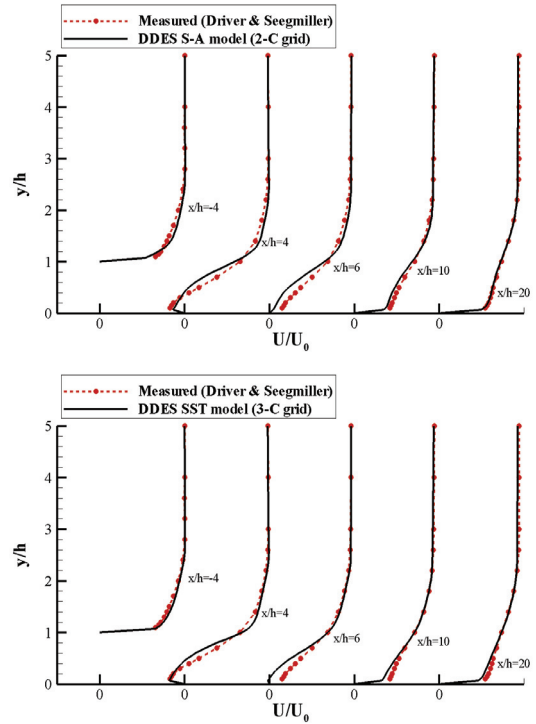 Measured (Driver & Seegmiller)
DDES S-A model (2-C grid)
5
4
3
2
1
0
y/h
x/h=-4
x/h=4
x/h=6
x/h=10
x/h=20
0 0 0 0 0
U/U0
Measured (Driver & Seegmiller)
DDES SST model (3-C grid)
5
4
3
2
1
0
y/h
x/h=-4
x/h=4
x/h=6
x/h=10
x/h=20
0 0 0 0 0
U/U0